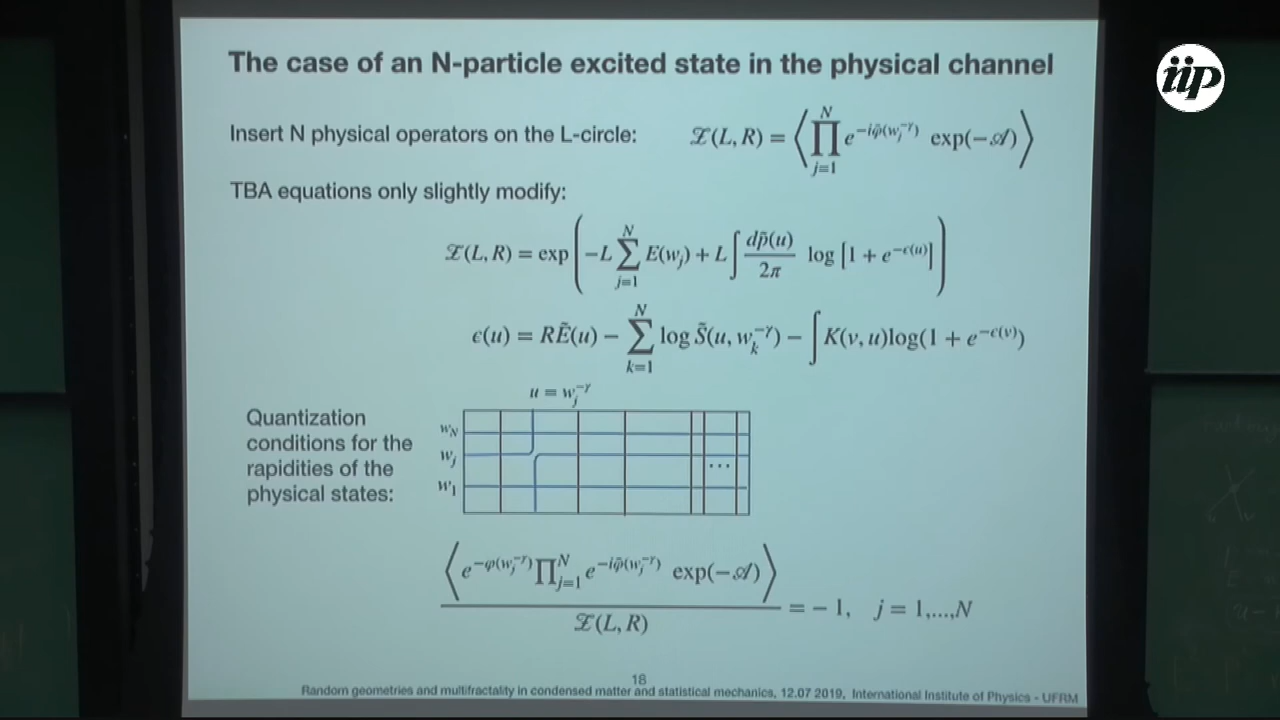 iip
The case of an N-particle excited state in the physical channel
Insert N physical operators on the L-circle: 𝒵(L, R) = ⟨∏_{j=1}^{N} e^{−iφ̃(w_j^{−γ})} exp(−𝒜)⟩
TBA equations only slightly modify:
𝒵(L, R) = exp(−L ∑_{j=1}^{N} E(w_j) + L ∫ dp̃(u)/2π log [1 + e^{−ϵ(u)}])
ϵ(u) = RẼ(u) − ∑_{k=1}^{N} log S̃(u, w_k^{−γ}) − ∫ K(v, u)log(1 + e^{−ϵ(v)})
u = w_j^{−γ}
Quantization
conditions for the
rapidities of the
physical states:
w_N
w_j
w_1
...
⟨e^{−φ(w_j^{−γ})} ∏_{j=1}^{N} e^{−iφ̃(w_j^{−γ})} exp(−𝒜)⟩ / 𝒵(L, R) = − 1, j = 1,...,N
18
Random geometries and multifractality in condensed matter and statistical mechanics, 12.07 2019, International Institute of Physics - UFRM